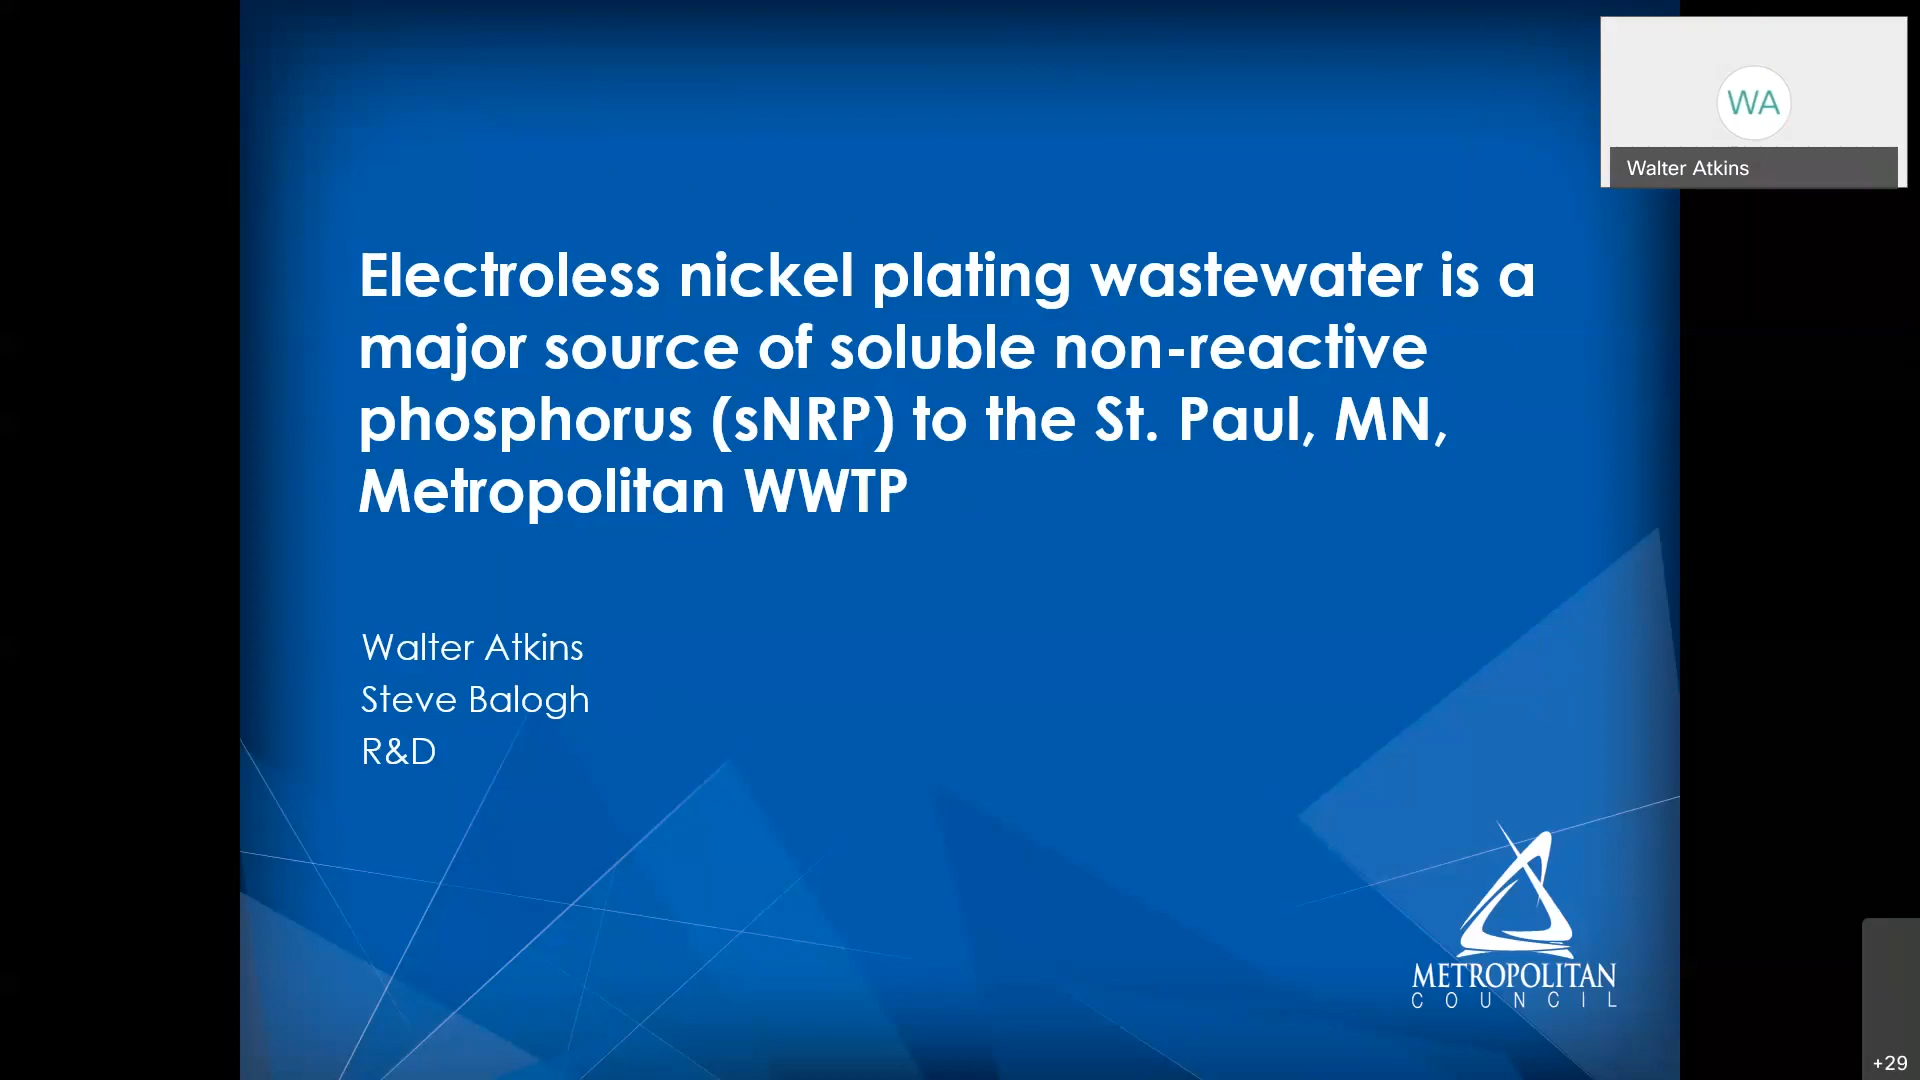 WA
Walter Atkins
Electroless nickel plating wastewater is a
major source of soluble non-reactive
phosphorus (sNRP) to the St. Paul, MN,
Metropolitan WWTP
Walter Atkins
Steve Balogh
R&D
METROPOLITAN
COUNCIL
+29